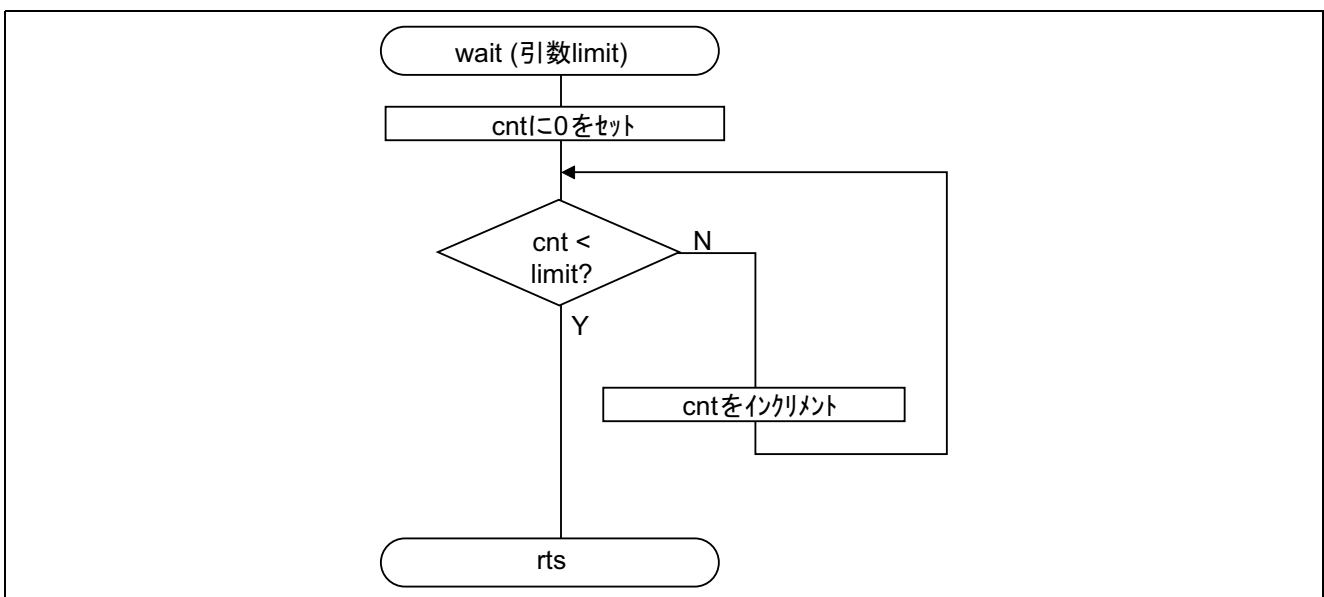 wait (引数limit)
cntに0をｾｯﾄ
cnt <
limit?
N
Y
cntをｲﾝｸﾘﾒﾝﾄ
rts